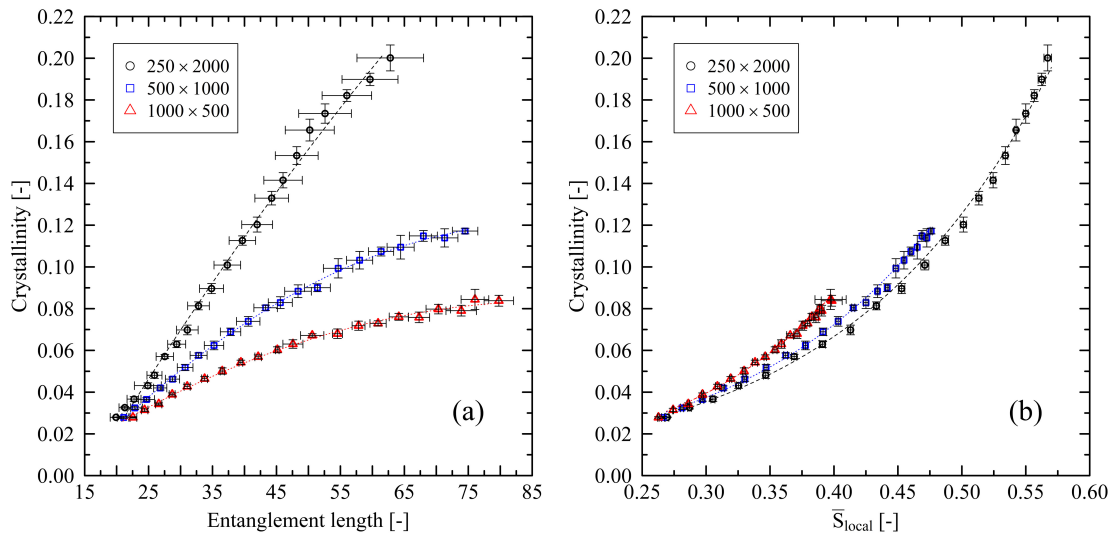 0.22
0.20
0.18
0.16
0.14
0.12
0.10
0.08
0.06
0.04
0.02
0.00
Crystallinity [-]
250 × 2000
500 × 1000
1000 × 500
(a)
15 25 35 45 55 65 75 85
Entanglement length [-]
0.22
0.20
0.18
0.16
0.14
0.12
0.10
0.08
0.06
0.04
0.02
0.00
Crystallinity [-]
250 × 2000
500 × 1000
1000 × 500
(b)
0.25 0.30 0.35 0.40 0.45 0.50 0.55 0.60
S̅local [-]